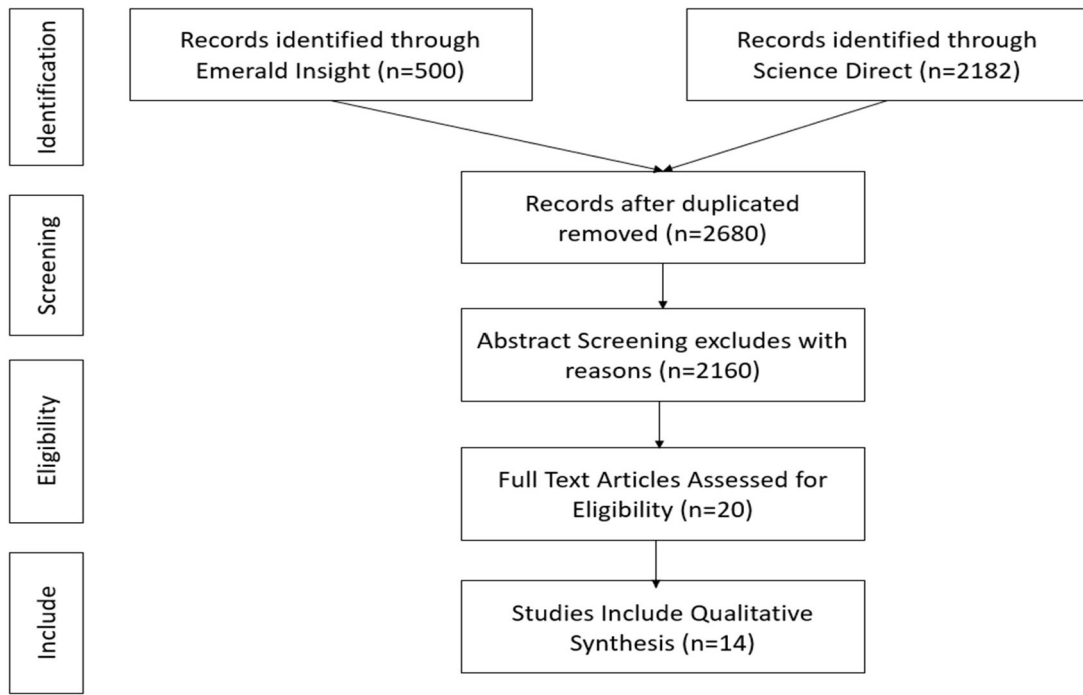 Identification
Records identified through
Emerald Insight (n=500)
Records identified through
Science Direct (n=2182)
Screening
Records after duplicated
removed (n=2680)
Abstract Screening excludes with
reasons (n=2160)
Eligibility
Full Text Articles Assessed for
Eligibility (n=20)
Include
Studies Include Qualitative
Synthesis (n=14)